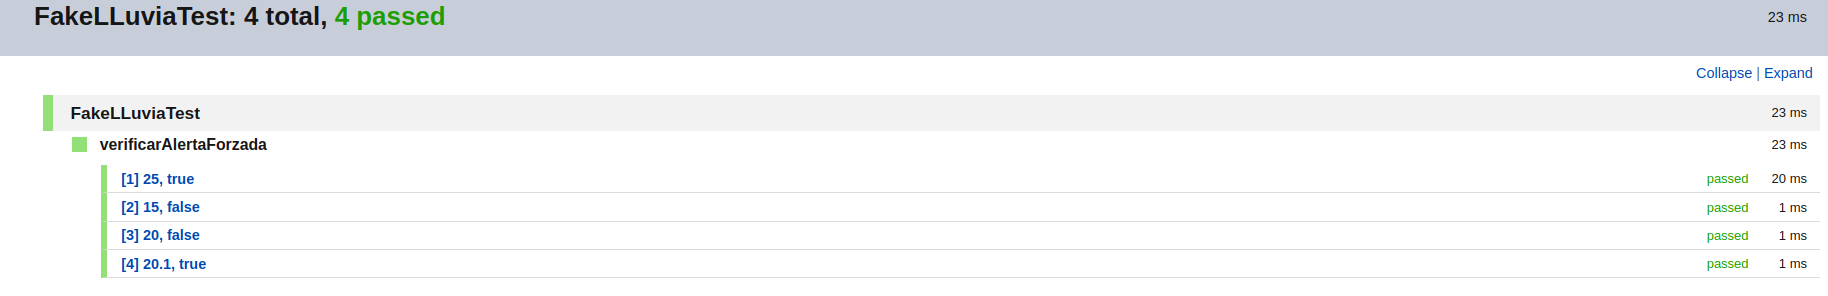 FakeLLuviaTest: 4 total, 4 passed 23 ms
Collapse | Expand
FakeLLuviaTest 23 ms
verificarAlertaForzada 23 ms
[1] 25, true passed 20 ms
[2] 15, false passed 1 ms
[3] 20, false passed 1 ms
[4] 20.1, true passed 1 ms